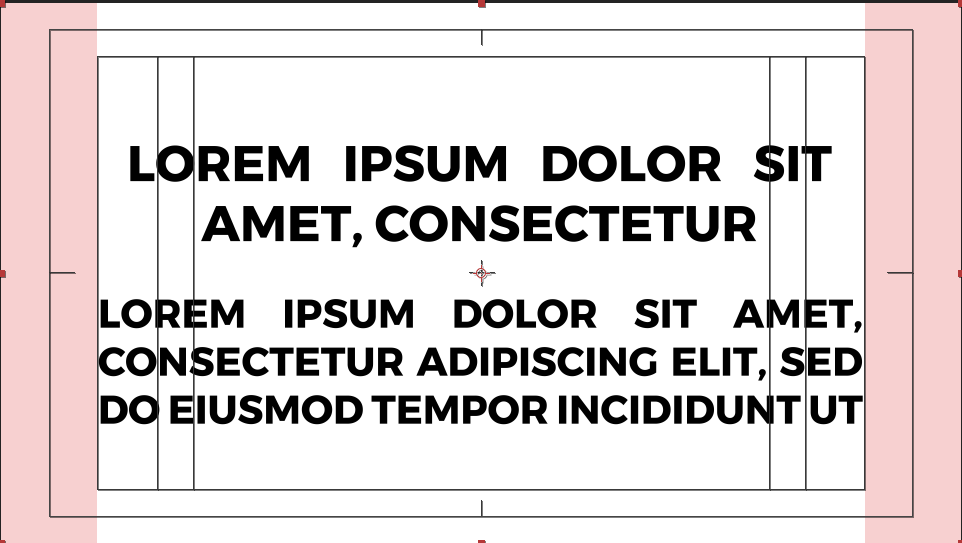 LOREM IPSUM DOLOR SIT
AMET, CONSECTETUR
LOREM IPSUM DOLOR SIT AMET,
CONSECTETUR ADIPISCING ELIT, SED
DO EIUSMOD TEMPOR INCIDIDUNT UT